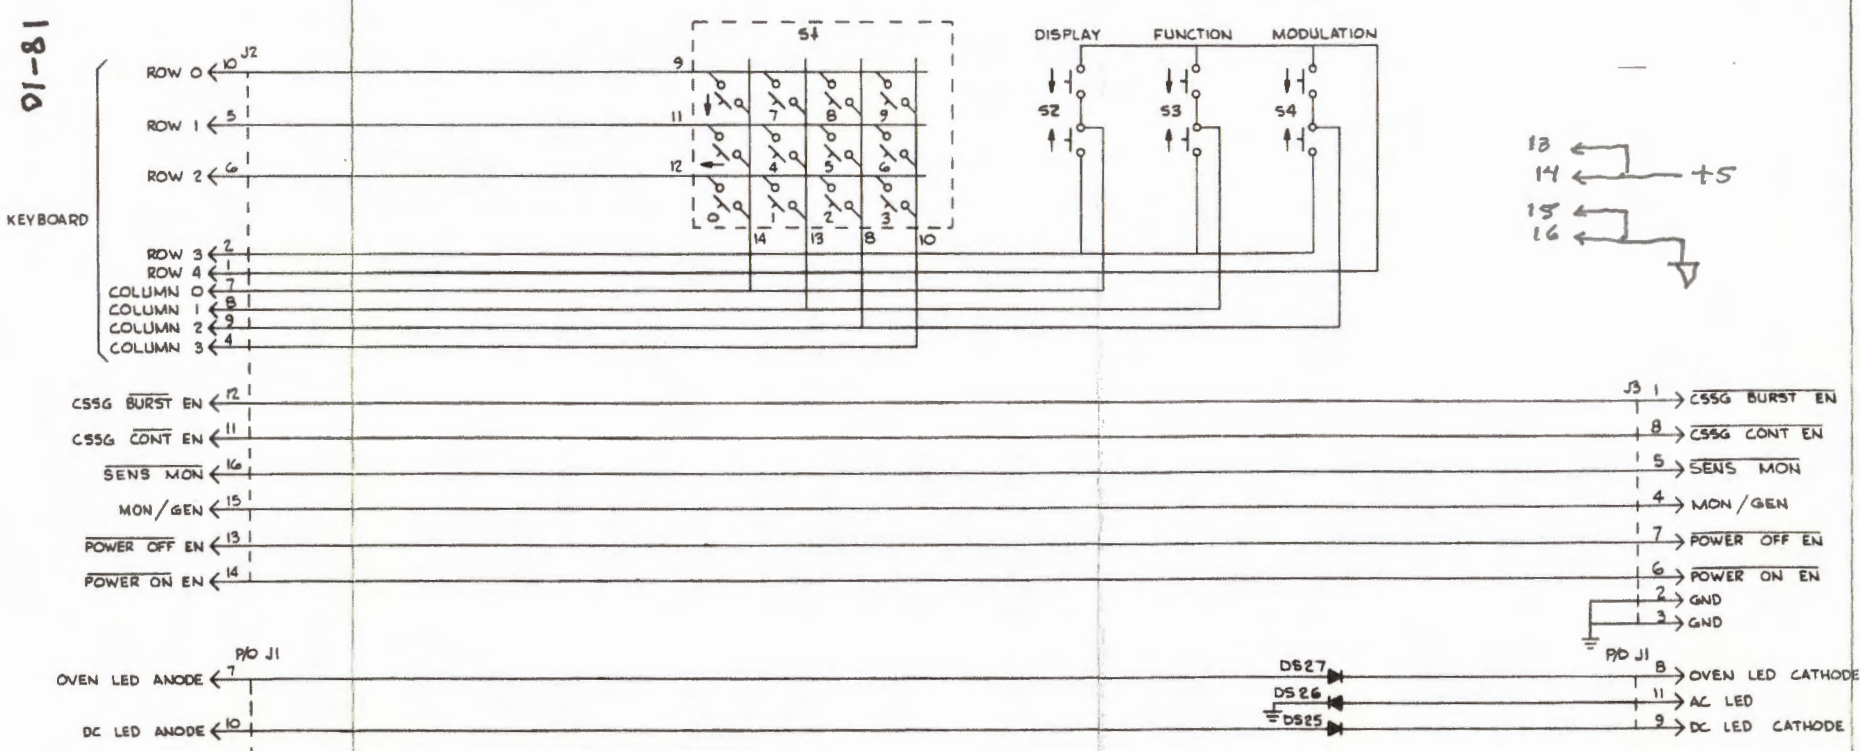 18-10
J2
S1
DISPLAY FUNCTION MODULATION
ROW 0 10 9
7 8 9
S2 S3 S4
ROW 1 5 11
13
4 5 6
14 +5
ROW 2 6 12
15
0 1 2 3
16
KEYBOARD
14 13 8 10
ROW 3 2
ROW 4 1
COLUMN 0 7
COLUMN 1 8
COLUMN 2 9
COLUMN 3 4
J3
CSSG BURST EN 12 1 CSSG BURST EN
CSSG CONT EN 11 8 CSSG CONT EN
SENS MON 16 5 SENS MON
MON/GEN 15 4 MON/GEN
POWER OFF EN 13 7 POWER OFF EN
POWER ON EN 14 6 POWER ON EN
2 GND
3 GND
P/O J1 P/O J1
OVEN LED ANODE 7 DS27 8 OVEN LED CATHODE
DS26 11 AC LED
DC LED ANODE 10 DS25 9 DC LED CATHODE